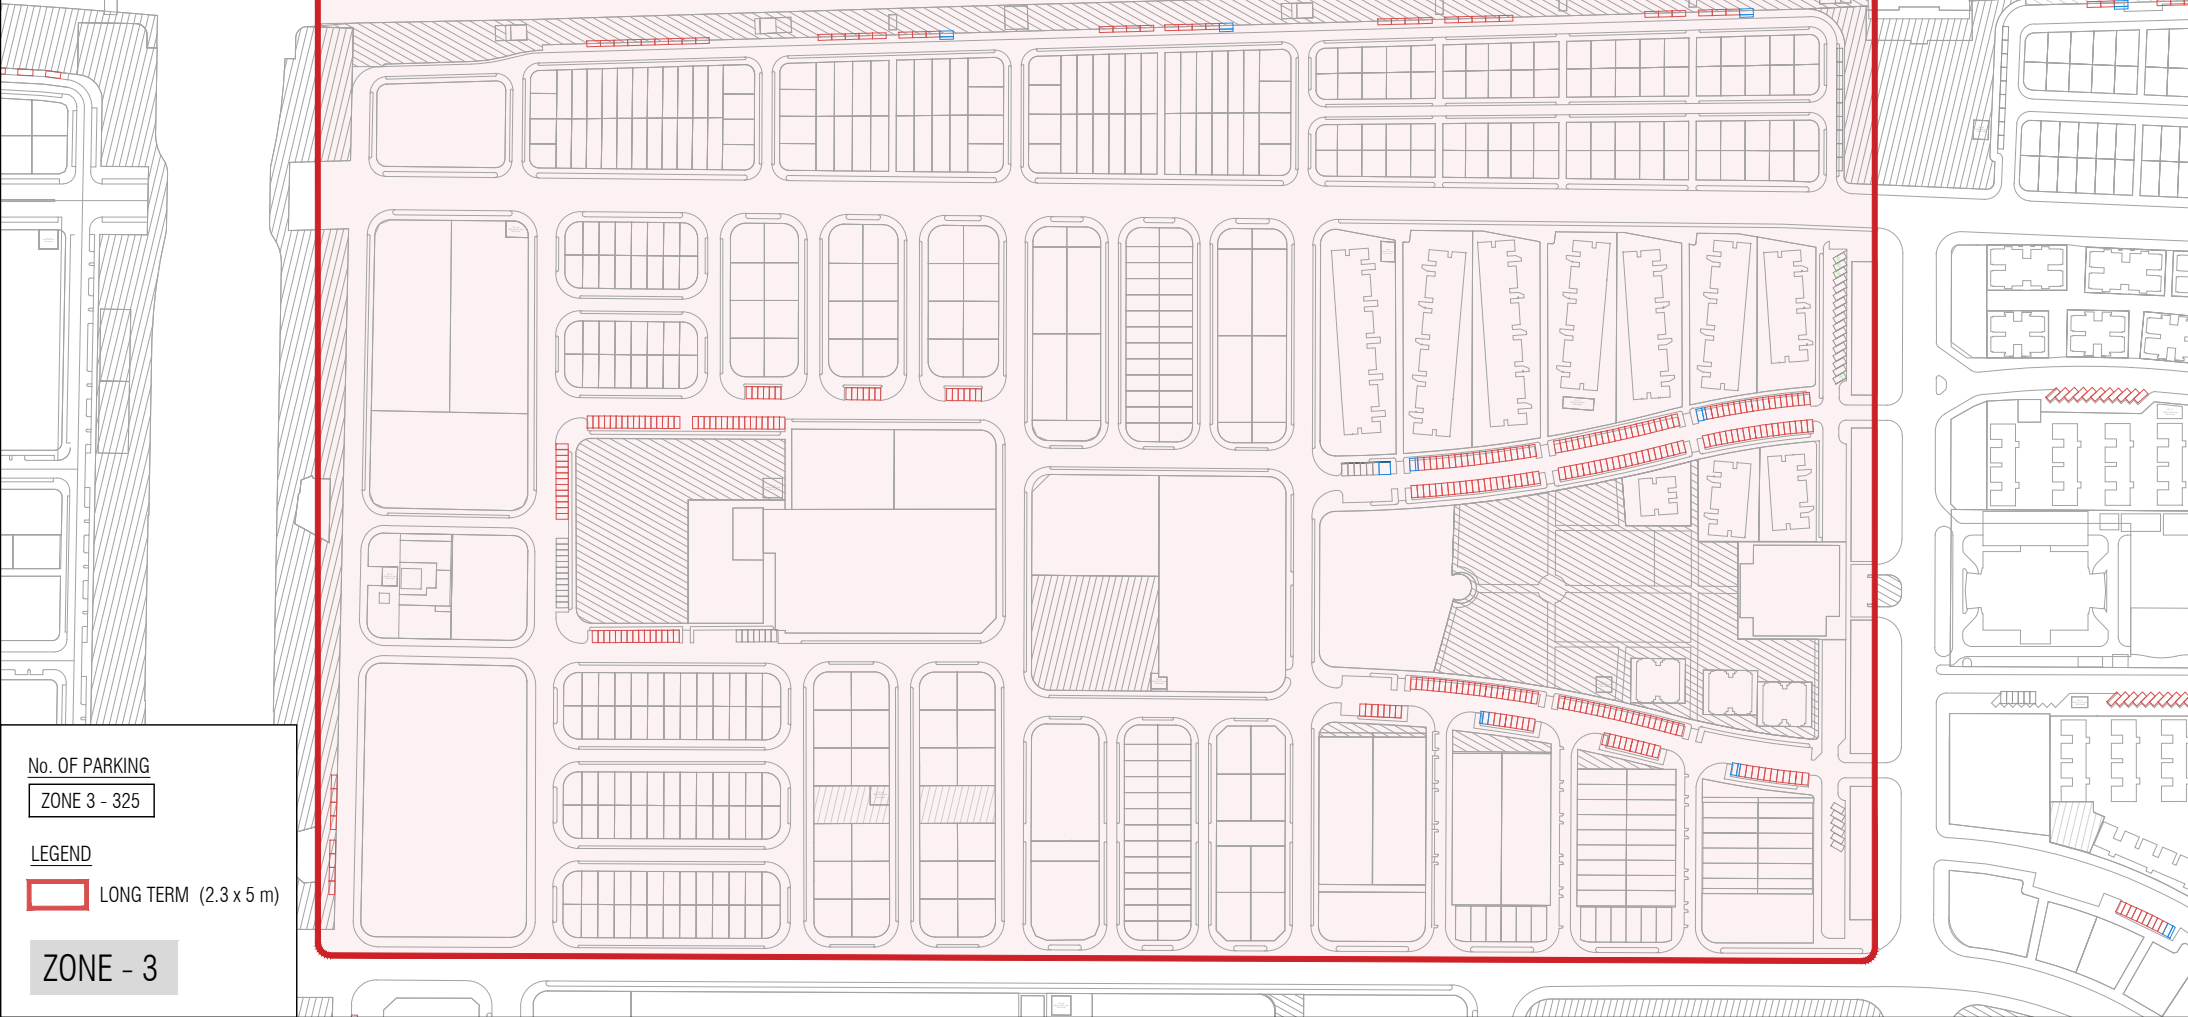 No. OF PARKING
ZONE 3 - 325
LEGEND
LONG TERM (2.3 x 5 m)
ZONE - 3